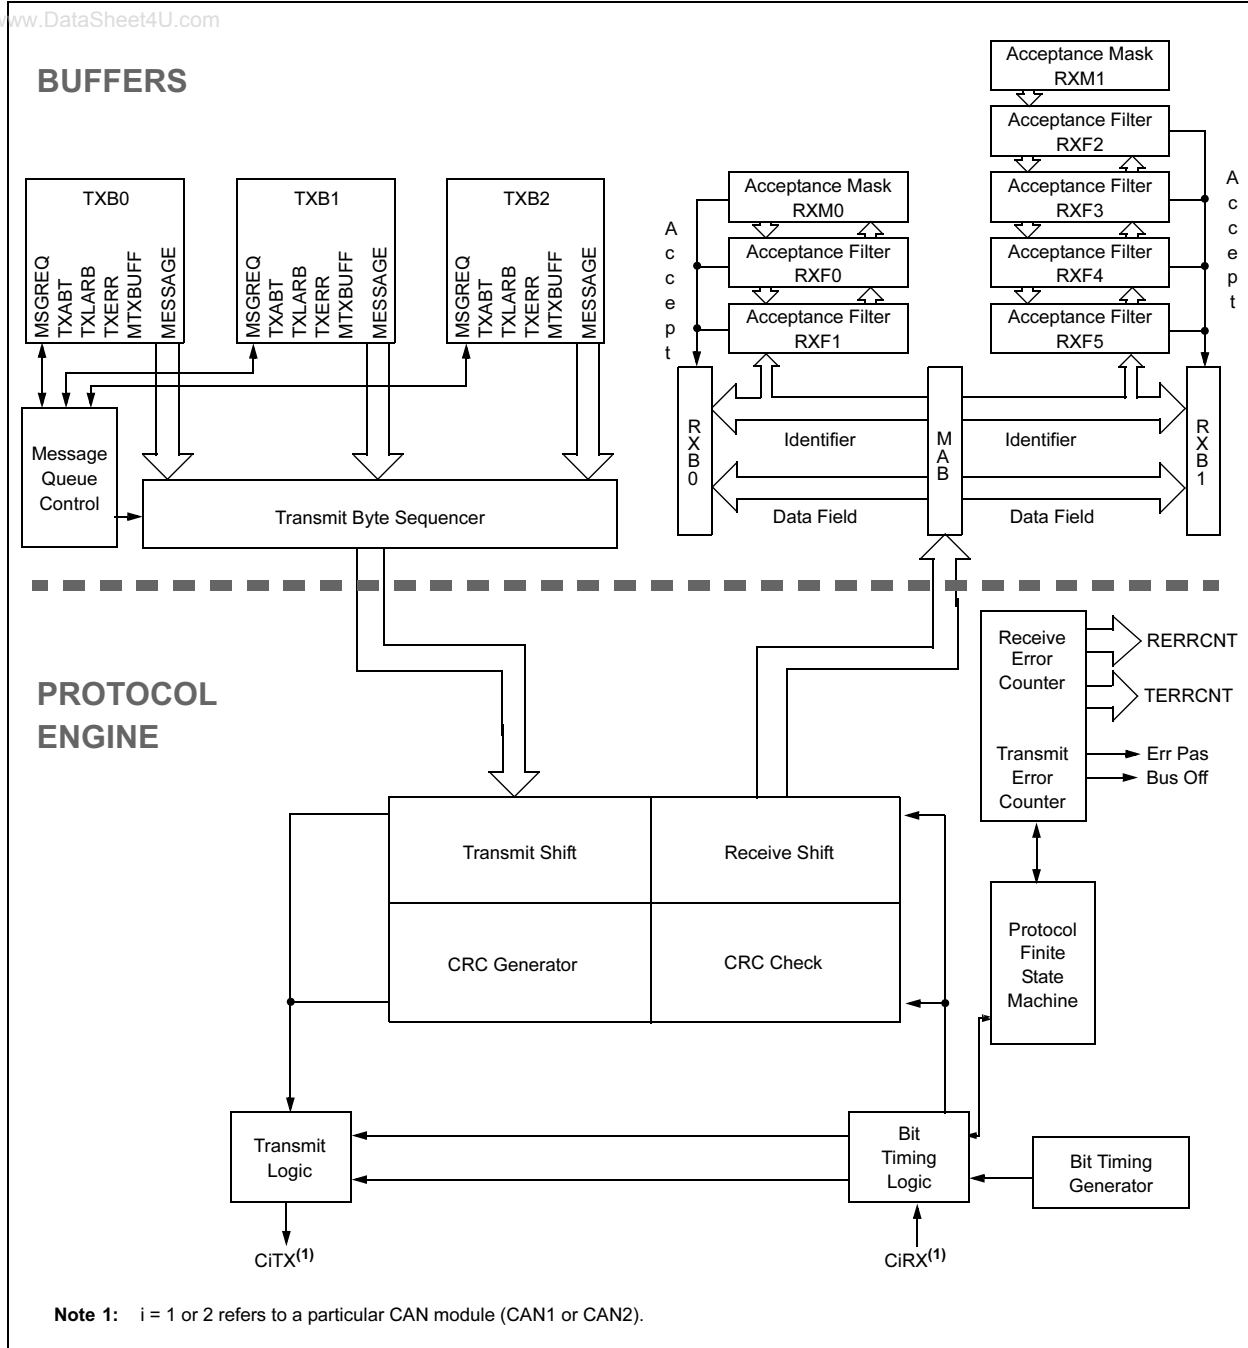 www.DataSheet4U.com
BUFFERS
Acceptance Mask
RXM1
Acceptance Filter
RXF2
Acceptance Filter
RXF3
Acceptance Filter
RXF4
Acceptance Filter
RXF5
Accept
Acceptance Mask
RXM0
Acceptance Filter
RXF0
Acceptance Filter
RXF1
Accept
TXB0
MSGREQ
TXABT
TXLARB
TXERR
MTXBUFF
MESSAGE
TXB1
MSGREQ
TXABT
TXLARB
TXERR
MTXBUFF
MESSAGE
TXB2
MSGREQ
TXABT
TXLARB
TXERR
MTXBUFF
MESSAGE
Message
Queue
Control
Transmit Byte Sequencer
RXB0
Identifier
Data Field
MAB
Identifier
Data Field
RXB1
PROTOCOL
ENGINE
Receive
Error
Counter
RERRCNT
TERRCNT
Transmit
Error
Counter
Err Pas
Bus Off
Transmit Shift
Receive Shift
CRC Generator
CRC Check
Protocol
Finite
State
Machine
Transmit
Logic
Bit
Timing
Logic
Bit Timing
Generator
CiTX(1)
CiRX(1)
Note 1: i = 1 or 2 refers to a particular CAN module (CAN1 or CAN2).